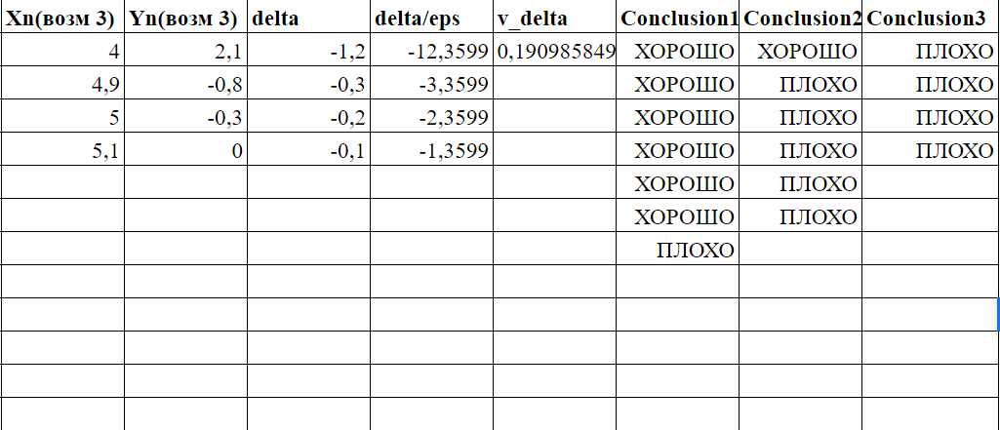 Xn(возм 3) Yn(возм 3) delta delta/eps v_delta Conclusion1 Conclusion2 Conclusion3
4 2,1 -1,2 -12,3599 0,190985849 ХОРОШО ХОРОШО ПЛОХО
4,9 -0,8 -0,3 -3,3599 ХОРОШО ПЛОХО ПЛОХО
5 -0,3 -0,2 -2,3599 ХОРОШО ПЛОХО ПЛОХО
5,1 0 -0,1 -1,3599 ХОРОШО ПЛОХО ПЛОХО
ХОРОШО ПЛОХО
ХОРОШО ПЛОХО
ПЛОХО